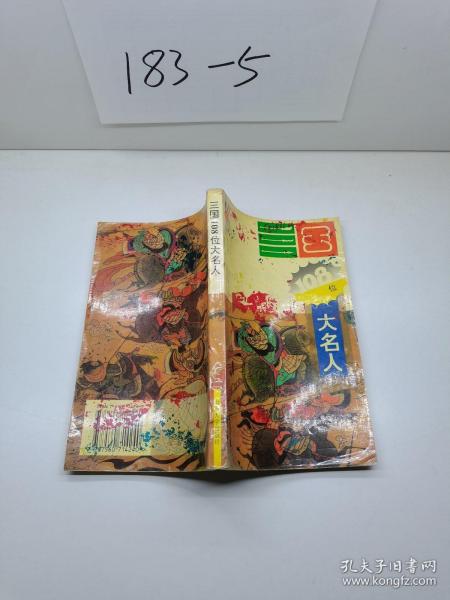 183-5
三国108位大名人
三国
108
位
大名人
孔夫子旧书网
www.kongfz.com